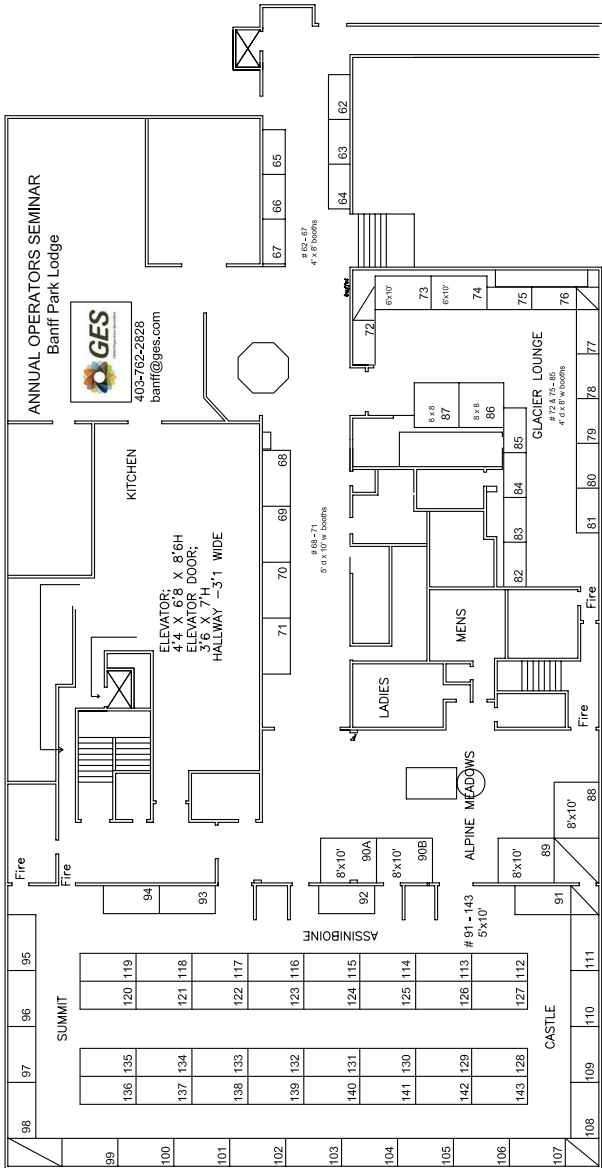 ANNUAL OPERATORS SEMINAR
Banff Park Lodge
GES
403-762-2828
banff@ges.com
62
63
64
65
66
67
# 62 - 67
4' x 8' booths
KITCHEN
ELEVATOR;
4'4 X 6'8 X 8'6H
ELEVATOR DOOR;
3'6 X 7'H
HALLWAY -3'1 WIDE
68
69
70
71
# 68 - 71
5' d x 10' w booths
72
6'x10'
73
6'x10'
74
75
76
77
78
79
80
81
GLACIER LOUNGE
# 72 & 75 - 85
4' d x 8' w booths
8 x 8
87
8 x 8
86
85
84
83
82
MENS
LADIES
Fire
Fire
ALPINE MEADOWS
8'x10'
88
8'x10'
89
8'x10'
90A
8'x10'
90B
Fire
Fire
94
93
92
91
ASSINIBOINE
# 91 - 143
5'x10'
SUMMIT
CASTLE
95
96
97
98
99
100
101
102
103
104
105
106
107
108
109
110
111
119
118
117
116
115
114
113
112
120
121
122
123
124
125
126
127
135
134
133
132
131
130
129
128
136
137
138
139
140
141
142
143